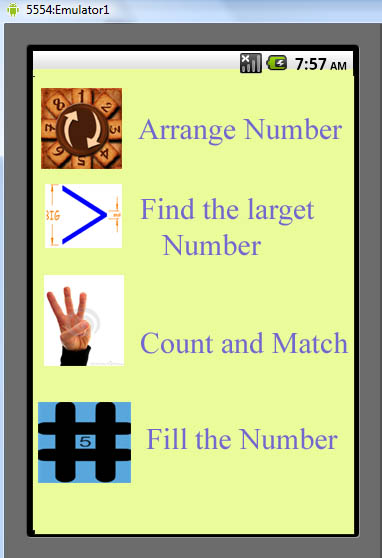 5554:Emulator1
7:57 AM
Arrange Number
BIG
Find the larget
Number
Count and Match
5
Fill the Number